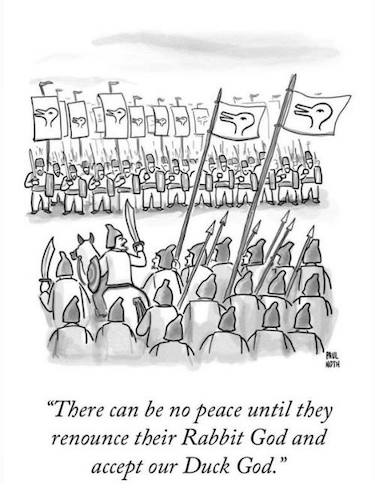 PAUL
NOTH
“There can be no peace until they
renounce their Rabbit God and
accept our Duck God.”